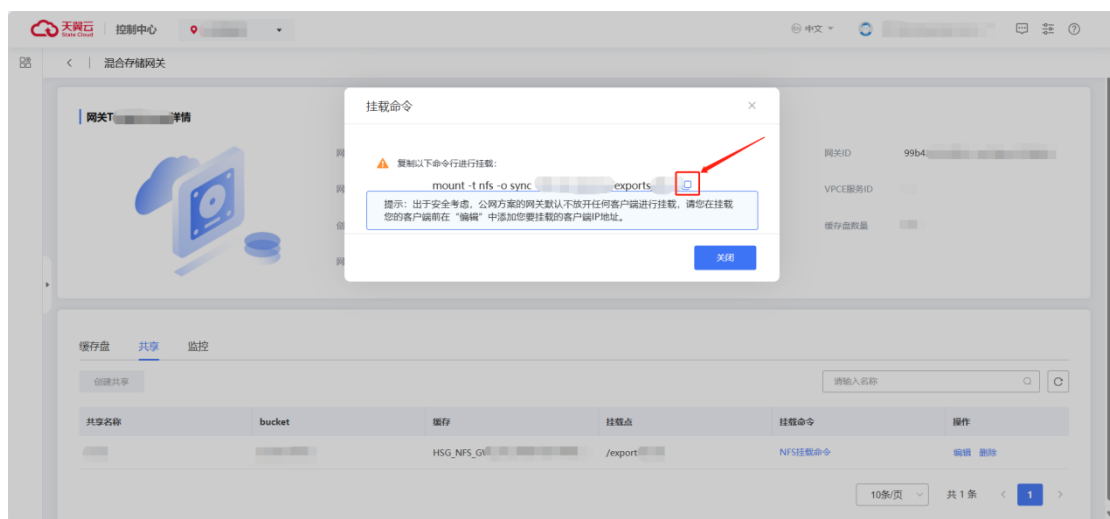 天翼云
State Cloud
控制中心
中文
混合存储网关
网关T 详情
网关ID 99b4
VPCE服务ID
缓存盘数量
挂载命令
复制以下命令行进行挂载:
mount -t nfs -o sync exports
提示:出于安全考虑,公网方案的网关默认不放开任何客户端进行挂载,请您在挂载
您的客户端前在“编辑”中添加您要挂载的客户端IP地址。
关闭
缓存盘 共享 监控
创建共享 请输入名称
共享名称 bucket 缓存 挂载点 挂载命令 操作
HSG_NFS_GW /export NFS挂载命令 编辑 删除
10条/页 共 1 条 1